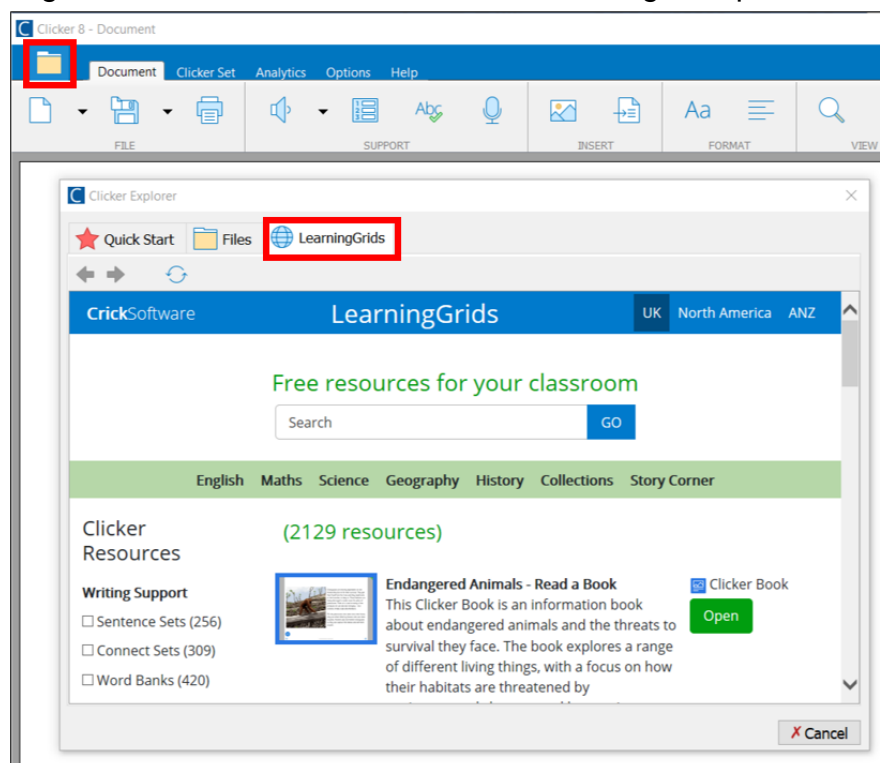 Clicker 8 - Document
Document Clicker Set Analytics Options Help
Abc Aa
FILE SUPPORT INSERT FORMAT VIEW
Clicker Explorer
Quick Start Files LearningGrids
CrickSoftware LearningGrids UK North America ANZ
Free resources for your classroom
Search GO
English Maths Science Geography History Collections Story Corner
Clicker
Resources
(2129 resources)
Writing Support
Sentence Sets (256)
Connect Sets (309)
Word Banks (420)
Endangered Animals - Read a Book
This Clicker Book is an information book
about endangered animals and the threats to
survival they face. The book explores a range
of different living things, with a focus on how
their habitats are threatened by
Clicker Book
Open
Cancel